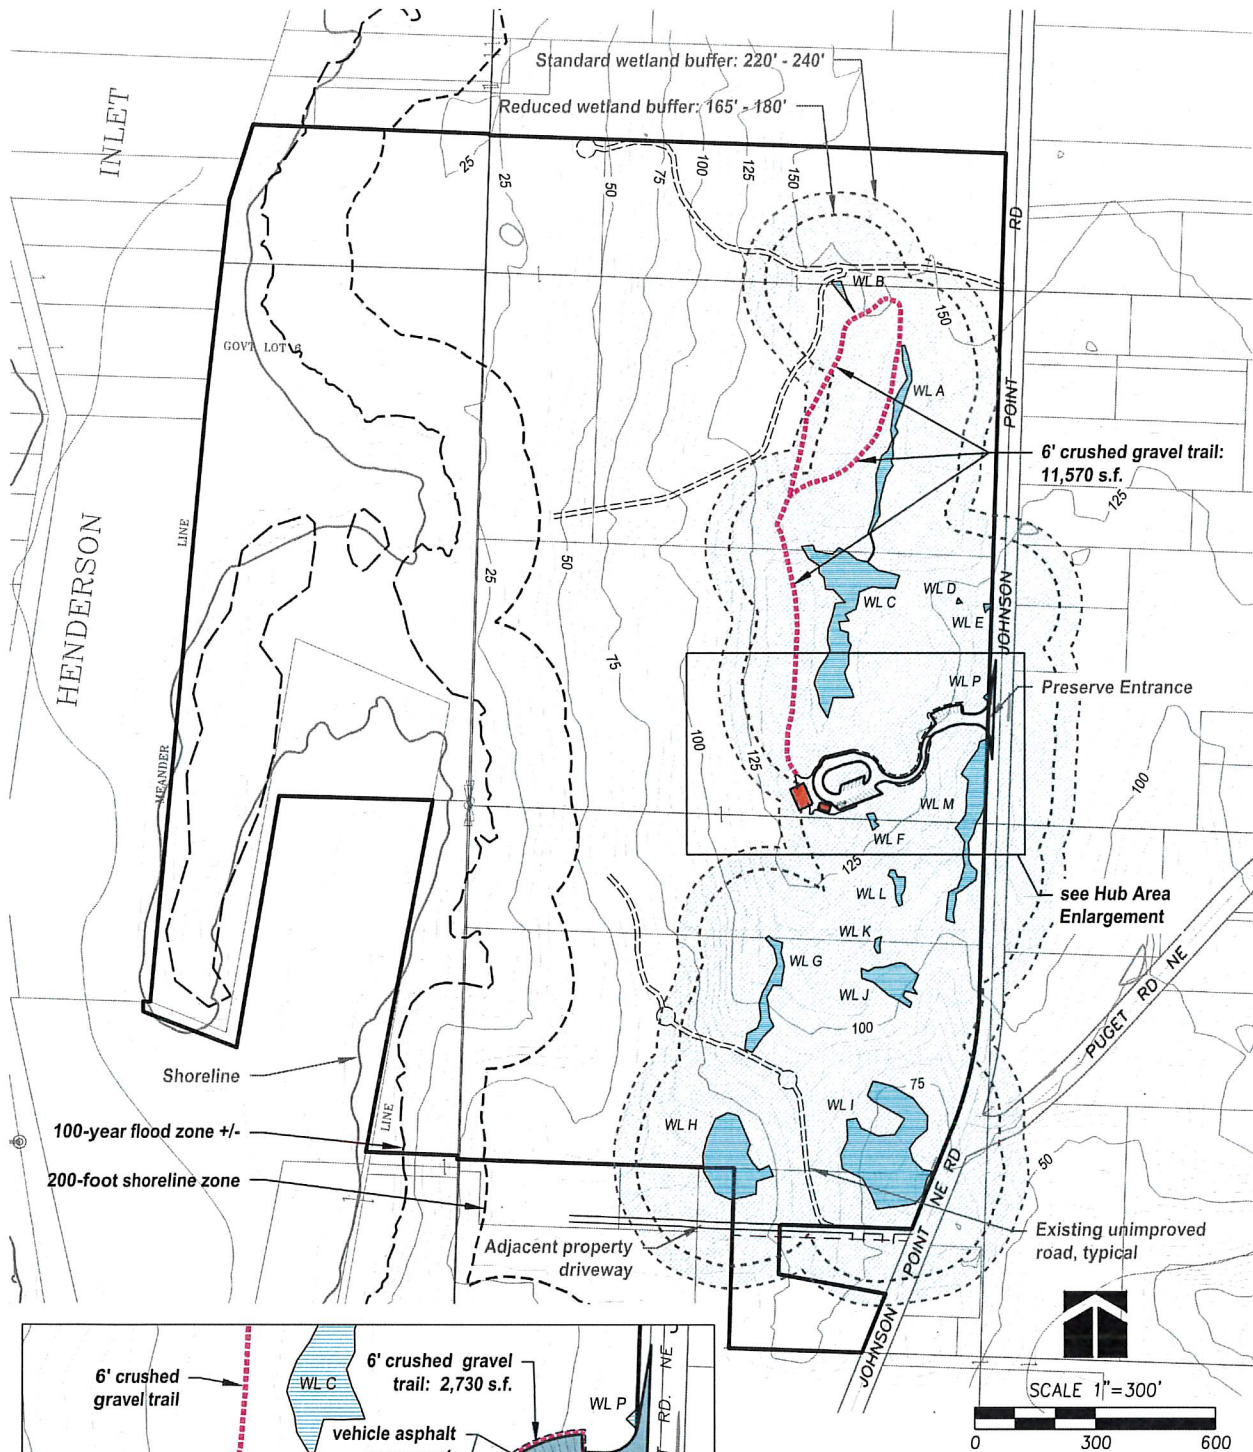 Standard wetland buffer: 220' - 240'
Reduced wetland buffer: 165' - 180'
INLET
25
25
50
75
100
125
150
RD
WL B
150
GOVT LOT 6
WL A
POINT
6' crushed gravel trail:
11,570 s.f.
125
LINE
HENDERSON
50
25
WL C
WL D
WL E
JOHNSON
75
WL P
Preserve Entrance
100
125
MEANDER
WL M
100
WL F
125
WL L
see Hub Area
Enlargement
WL K
WL G
WL J
100
PUGET RD NE
Shoreline
75
WL I
WL H
100-year flood zone +/-
LINE
50
200-foot shoreline zone
Adjacent property
driveway
Existing unimproved
road, typical
JOHNSON POINT NE RD
SCALE 1"=300'
0 300 600
6' crushed
gravel trail
WL C
6' crushed gravel
trail: 2,730 s.f.
WL P
vehicle asphalt
RD. NE